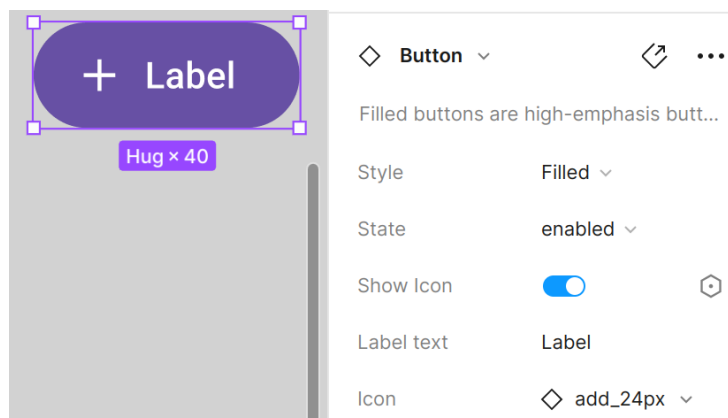 Label
Hug × 40
Button
Filled buttons are high-emphasis butt...
Style Filled
State enabled
Show Icon
Label text Label
Icon add_24px